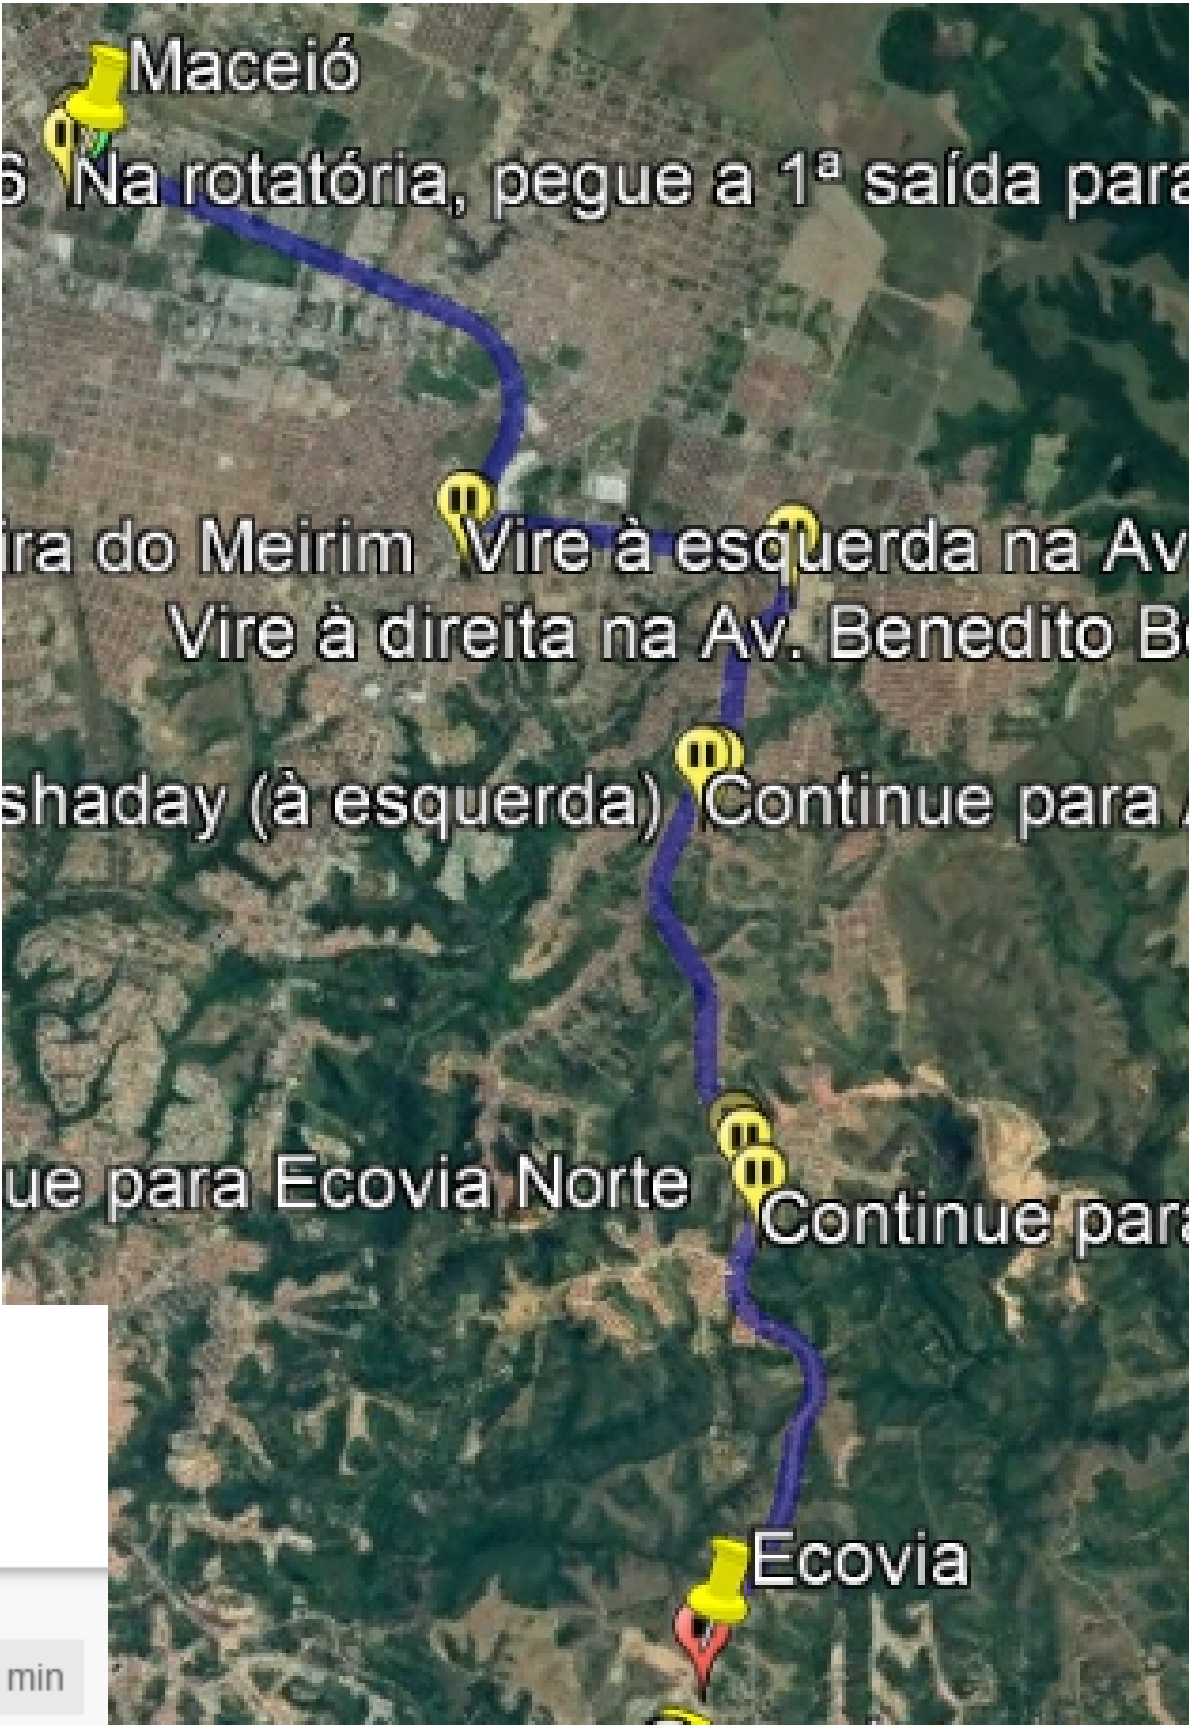 Maceió
6 Na rotatória, pegue a 1ª saída para
ira do Meirim Vire à esquerda na Av
Vire à direita na Av. Benedito Be
shaday (à esquerda) Continue para A
ue para Ecovia Norte
Continue para
Ecovia
min